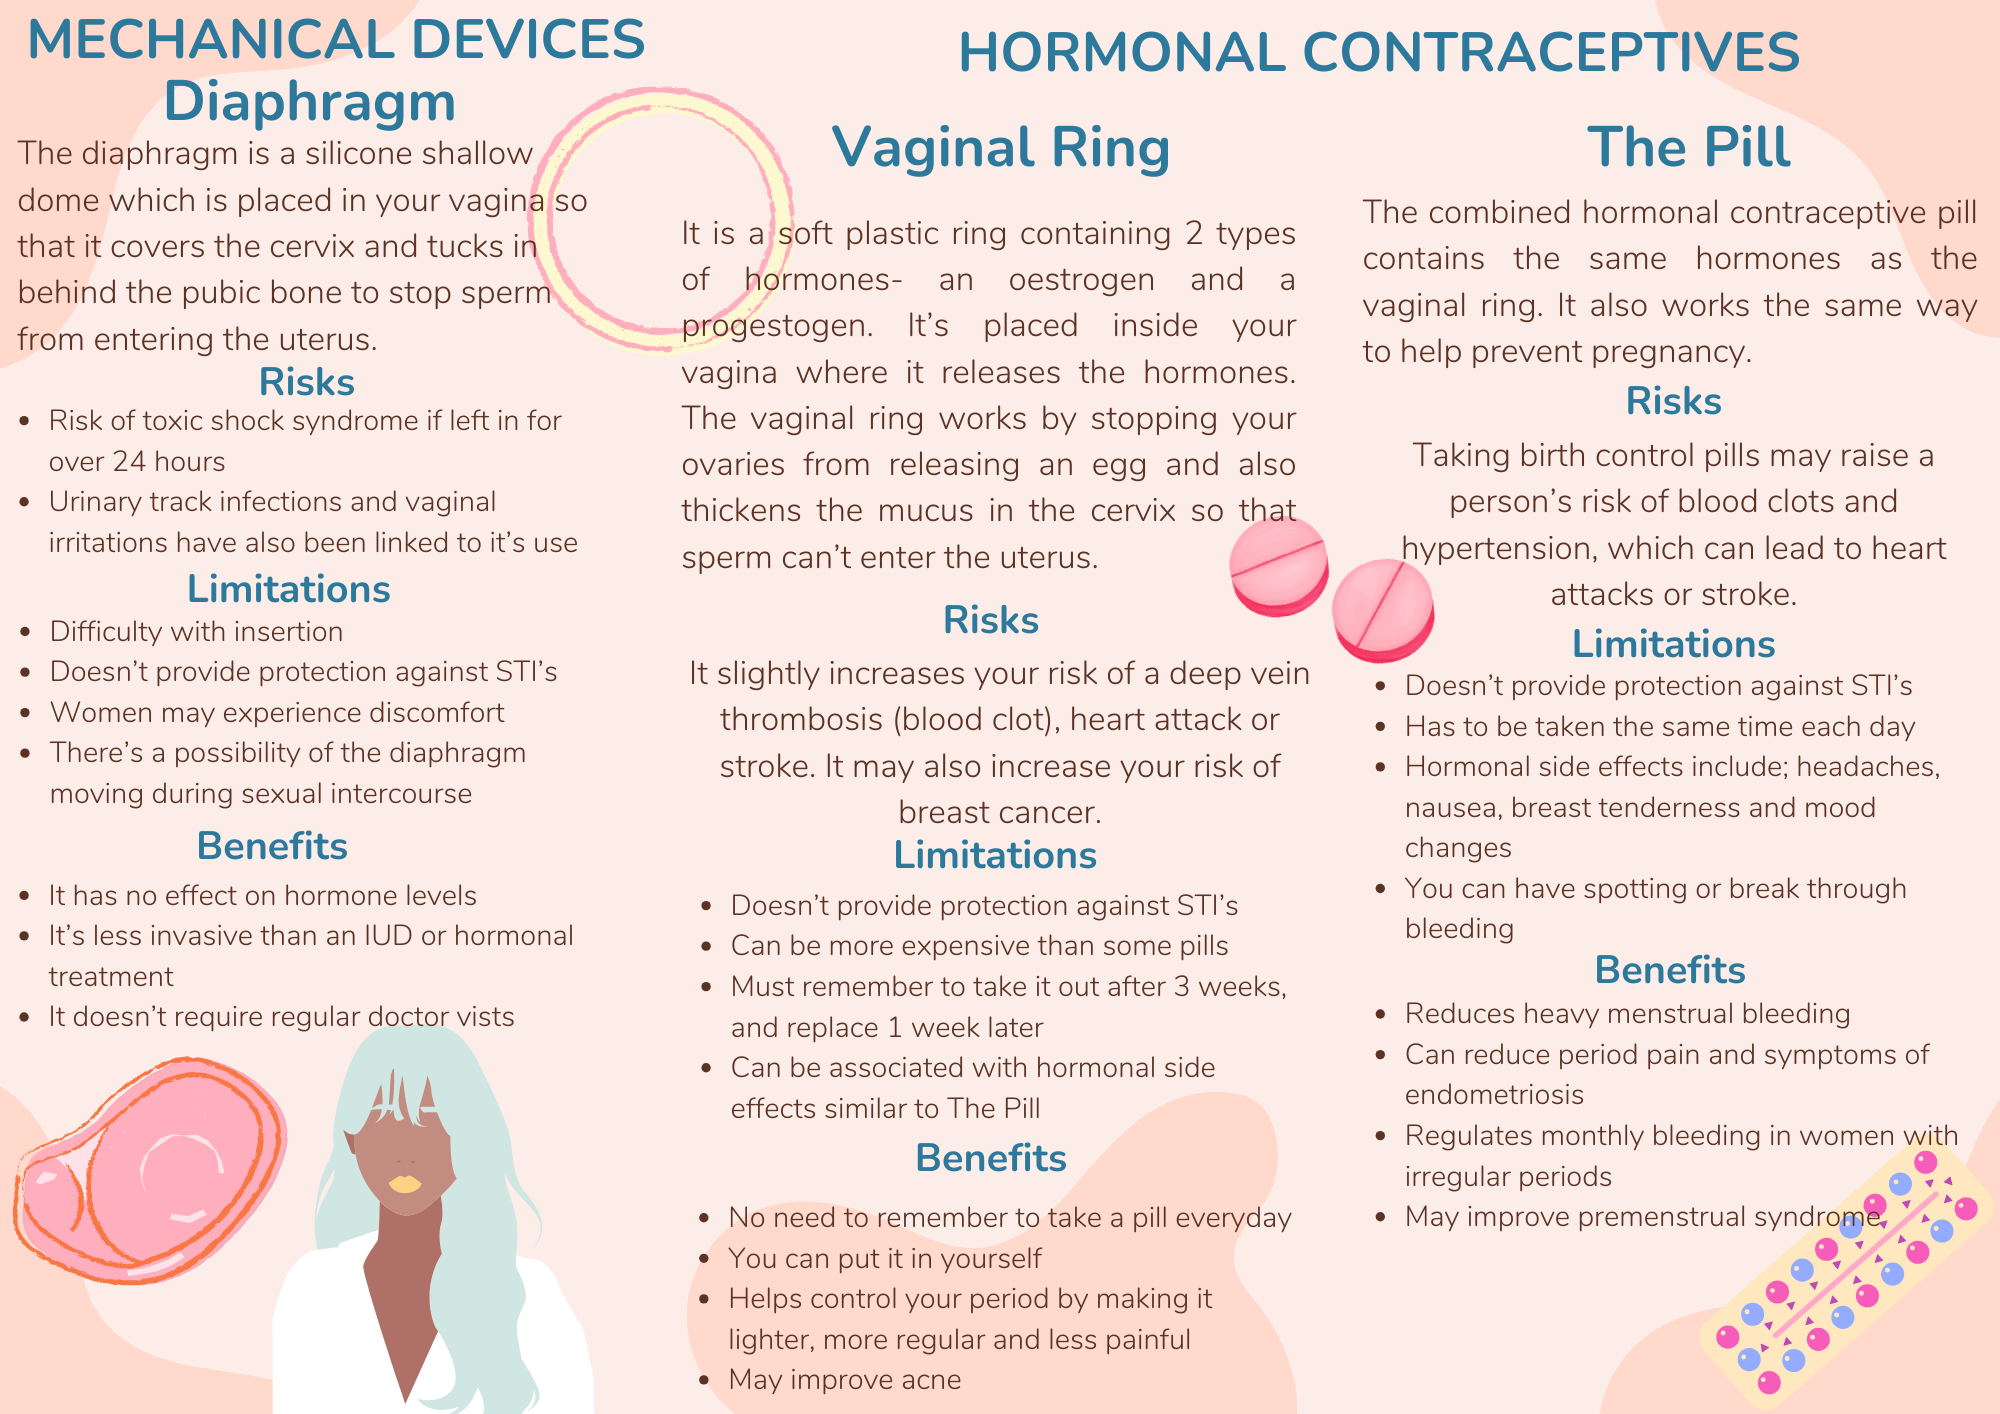 MECHANICAL DEVICES
Diaphragm
The diaphragm is a silicone shallow
dome which is placed in your vagina so
that it covers the cervix and tucks in
behind the pubic bone to stop sperm
from entering the uterus.
Risks
• Risk of toxic shock syndrome if left in for
over 24 hours
• Urinary track infections and vaginal
irritations have also been linked to it's use
Limitations
• Difficulty with insertion
• Doesn't provide protection against STI's
• Women may experience discomfort
• There's a possibility of the diaphragm
moving during sexual intercourse
Benefits
• It has no effect on hormone levels
• It's less invasive than an IUD or hormonal
treatment
• It doesn't require regular doctor vists
HORMONAL CONTRACEPTIVES
Vaginal Ring
It is a soft plastic ring containing 2 types
of hormones- an oestrogen and a
progestogen. It's placed inside your
vagina where it releases the hormones.
The vaginal ring works by stopping your
ovaries from releasing an egg and also
thickens the mucus in the cervix so that
sperm can't enter the uterus.
Risks
It slightly increases your risk of a deep vein
thrombosis (blood clot), heart attack or
stroke. It may also increase your risk of
breast cancer.
Limitations
• Doesn't provide protection against STI's
• Can be more expensive than some pills
• Must remember to take it out after 3 weeks,
and replace 1 week later
• Can be associated with hormonal side
effects similar to The Pill
Benefits
• No need to remember to take a pill everyday
• You can put it in yourself
• Helps control your period by making it
lighter, more regular and less painful
• May improve acne
The Pill
The combined hormonal contraceptive pill
contains the same hormones as the
vaginal ring. It also works the same way
to help prevent pregnancy.
Risks
Taking birth control pills may raise a
person's risk of blood clots and
hypertension, which can lead to heart
attacks or stroke.
Limitations
• Doesn't provide protection against STI's
• Has to be taken the same time each day
• Hormonal side effects include; headaches,
nausea, breast tenderness and mood
changes
• You can have spotting or break through
bleeding
Benefits
• Reduces heavy menstrual bleeding
• Can reduce period pain and symptoms of
endometriosis
• Regulates monthly bleeding in women with
irregular periods
• May improve premenstrual syndrome